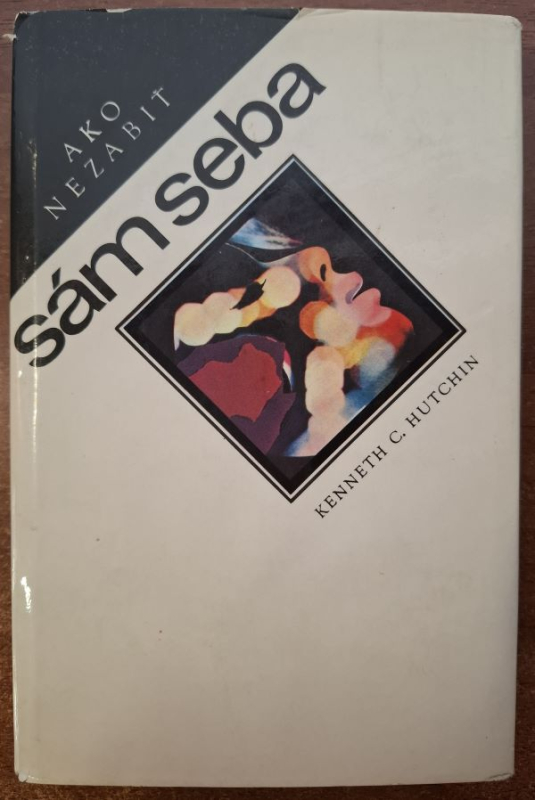 AKO
NEZABIŤ
sám seba
KENNETH C. HUTCHIN